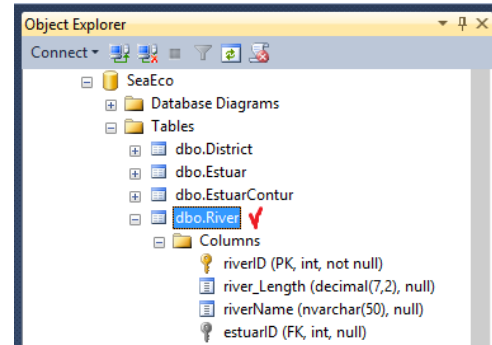 Object Explorer
Connect
SeaEco
Database Diagrams
Tables
dbo.District
dbo.Estuar
dbo.EstuarContur
dbo.River
Columns
riverID (PK, int, not null)
river_Length (decimal(7,2), null)
riverName (nvarchar(50), null)
estuarID (FK, int, null)